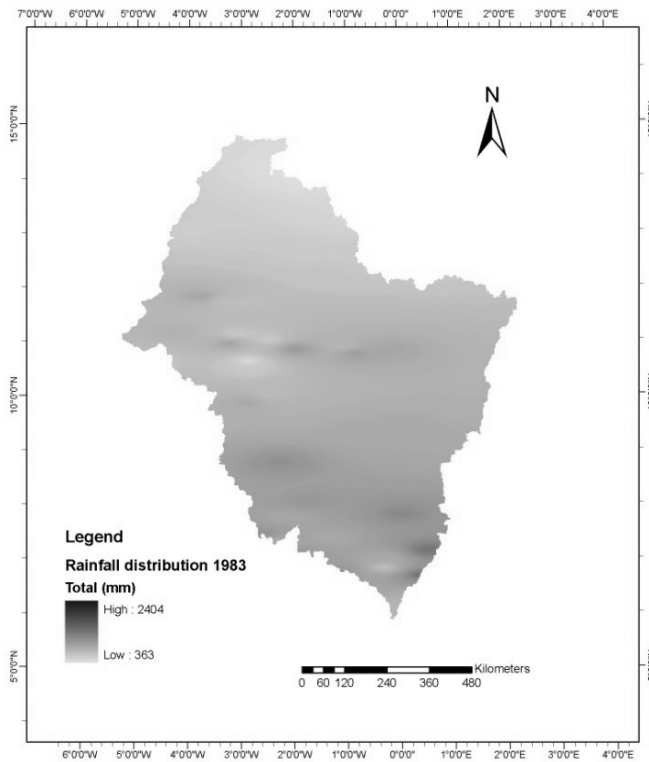 7°0'0"W 6°0'0"W 5°0'0"W 4°0'0"W 3°0'0"W 2°0'0"W 1°0'0"W 0°0'0" 1°0'0"E 2°0'0"E 3°0'0"E 4°0'0"E
N
15°0'0"N
10°0'0"N
Legend
Rainfall distribution 1983
Total (mm)
High : 2404
Low : 363
5°0'0"N
Kilometers
0 60 120 240 360 480
6°0'0"W 5°0'0"W 4°0'0"W 3°0'0"W 2°0'0"W 1°0'0"W 0°0'0" 1°0'0"E 2°0'0"E 3°0'0"E 4°0'0"E